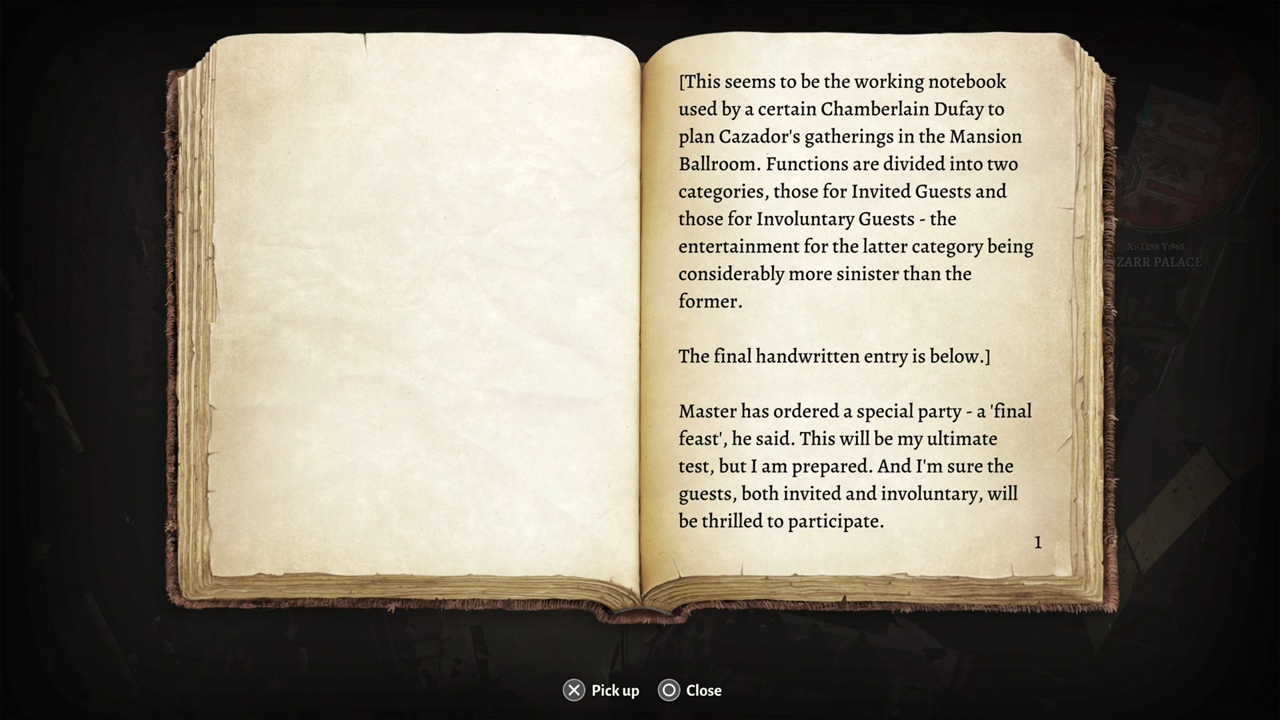 [This seems to be the working notebook
used by a certain Chamberlain Dufay to
plan Cazador's gatherings in the Mansion
Ballroom. Functions are divided into two
categories, those for Invited Guests and
those for Involuntary Guests - the
entertainment for the latter category being
considerably more sinister than the
former.
The final handwritten entry is below.]
Master has ordered a special party - a 'final
feast', he said. This will be my ultimate
test, but I am prepared. And I'm sure the
guests, both invited and involuntary, will
be thrilled to participate.
1
X:-1298 Y:965
ZARR PALACE
Pick up
Close